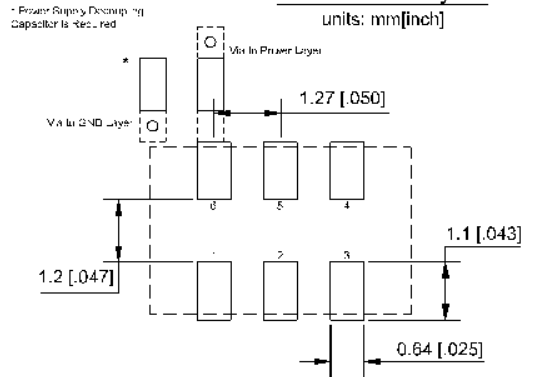 * Power Supply Decoupling
Capacitor is Required
units: mm[inch]
Via to Power Layer
*
1.27 [.050]
Via to GND Layer
6
5
4
1.1 [.043]
1
2
3
1.2 [.047]
0.64 [.025]